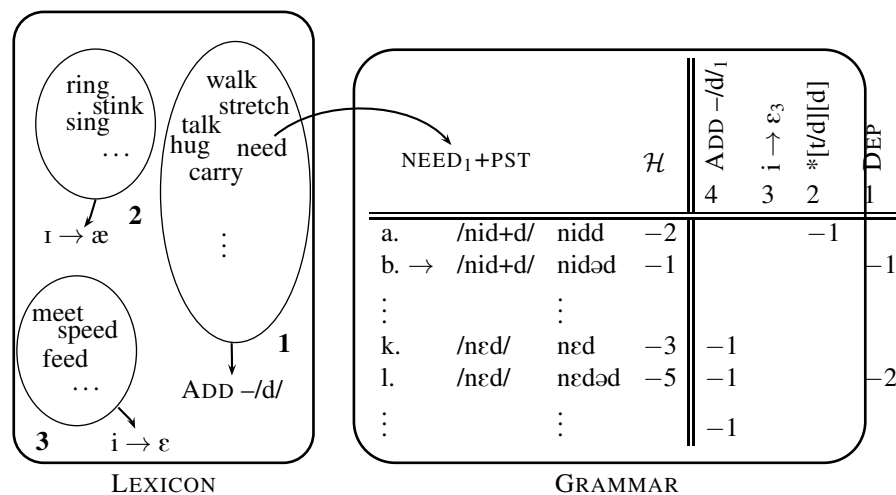 ring
stink
sing
...
2
ɪ → æ
walk
stretch
talk
need
hug
carry
⋮
1
ADD –/d/
meet
speed
feed
...
3
i → ɛ
LEXICON
NEED₁+PST ℋ ADD –/d/₁ i → ɛ₃ *[t/d][d] DEP
4 3 2 1
a. /nid+d/ nidd −2 −1
b. → /nid+d/ nidəd −1 −1
⋮ ⋮
k. /nɛd/ nɛd −3 −1
l. /nɛd/ nɛdəd −5 −1 −2
⋮ ⋮ −1
GRAMMAR